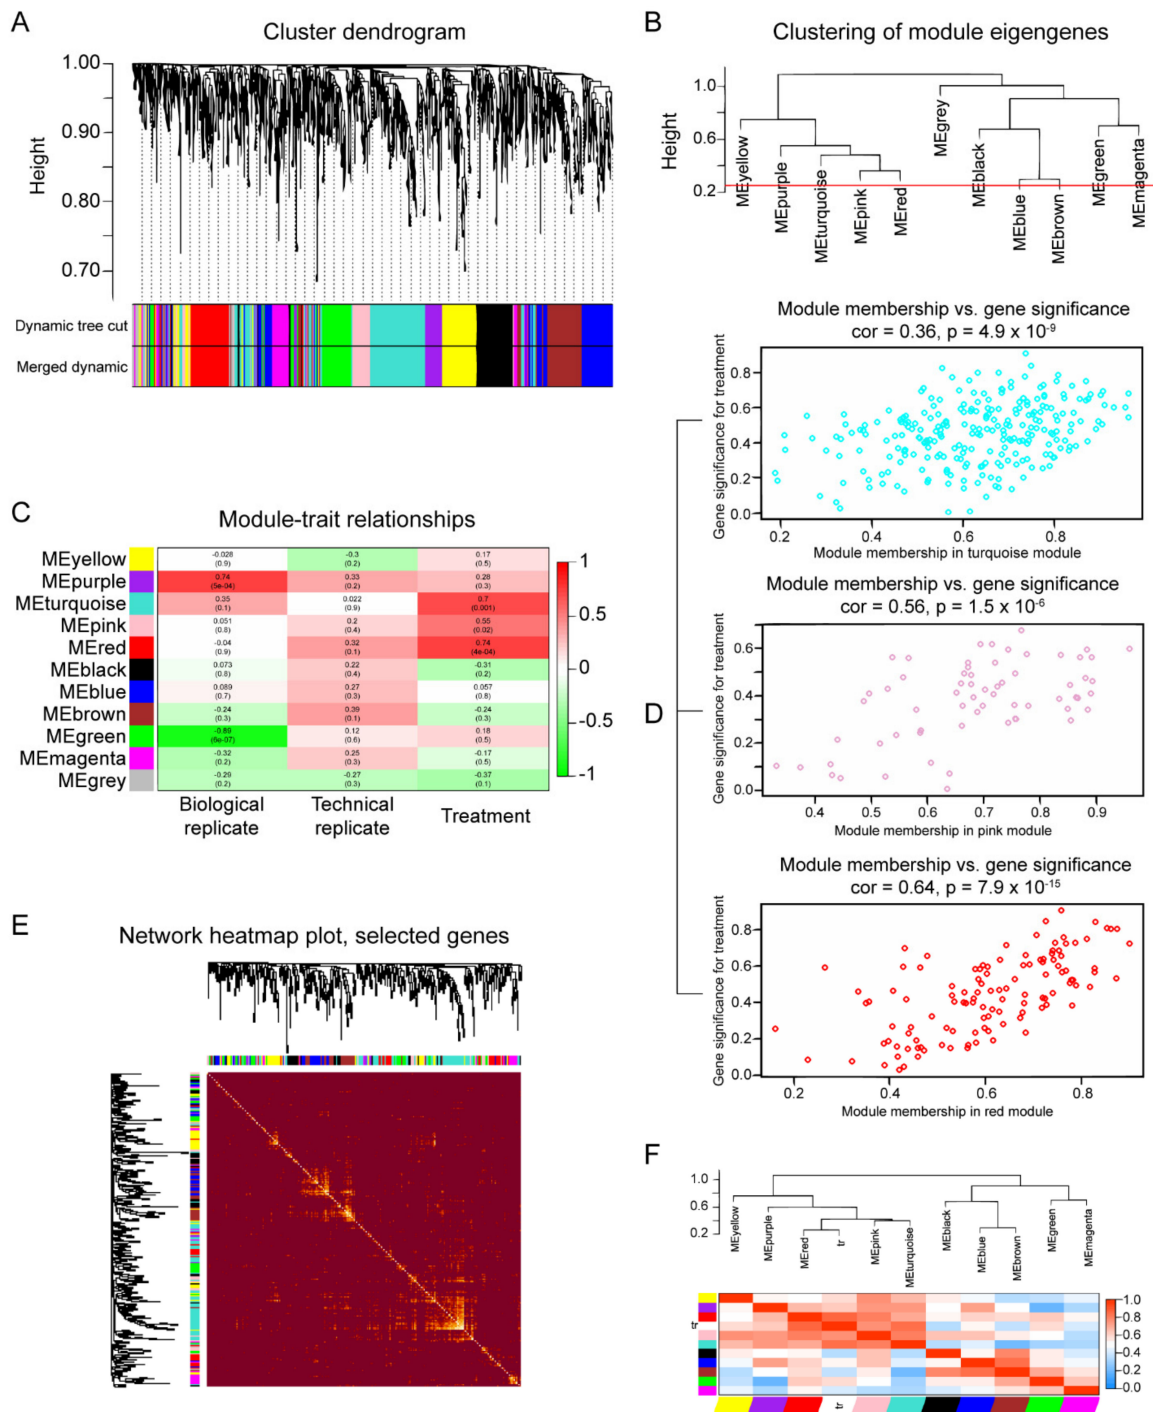 A
Cluster dendrogram
Height
1.00
0.90
0.80
0.70
Dynamic tree cut
Merged dynamic
B
Clustering of module eigengenes
Height
1.0
0.6
0.2
MEyellow
MEpurple
MEturquoise
MEpink
MEred
MEgrey
MEblack
MEblue
MEbrown
MEgreen
MEmagenta
C
Module-trait relationships
MEyellow -0.028 (0.9) -0.3 (0.2) 0.17 (0.5)
MEpurple 0.74 (5e-04) 0.33 (0.2) 0.28 (0.3)
MEturquoise 0.35 (0.1) 0.022 (0.9) 0.7 (0.001)
MEpink 0.051 (0.8) 0.2 (0.4) 0.55 (0.02)
MEred -0.04 (0.9) 0.32 (0.1) 0.74 (4e-04)
MEblack 0.073 (0.8) 0.22 (0.4) -0.31 (0.2)
MEblue 0.089 (0.7) 0.27 (0.3) 0.057 (0.8)
MEbrown -0.24 (0.3) 0.39 (0.1) -0.24 (0.3)
MEgreen -0.89 (6e-07) 0.12 (0.6) 0.18 (0.5)
MEmagenta -0.32 (0.2) 0.25 (0.3) -0.17 (0.5)
MEgrey -0.29 (0.2) -0.27 (0.3) -0.37 (0.1)
Biological replicate
Technical replicate
Treatment
1
0.5
0
-0.5
-1
D
Module membership vs. gene significance
cor = 0.36, p = 4.9 x 10⁻⁹
Gene significance for treatment
0.8
0.6
0.4
0.2
0.0
0.2 0.4 0.6 0.8
Module membership in turquoise module
Module membership vs. gene significance
cor = 0.56, p = 1.5 x 10⁻⁶
Gene significance for treatment
0.6
0.4
0.2
0.0
0.4 0.5 0.6 0.7 0.8 0.9
Module membership in pink module
Module membership vs. gene significance
cor = 0.64, p = 7.9 x 10⁻¹⁵
Gene significance for treatment
0.8
0.6
0.4
0.2
0.0
0.2 0.4 0.6 0.8
Module membership in red module
E
Network heatmap plot, selected genes
F
1.0
0.6
0.2
MEyellow
MEpurple
MEred
tr
MEpink
MEturquoise
MEblack
MEblue
MEbrown
MEgreen
MEmagenta
tr
1.0
0.8
0.6
0.4
0.2
0.0
tr